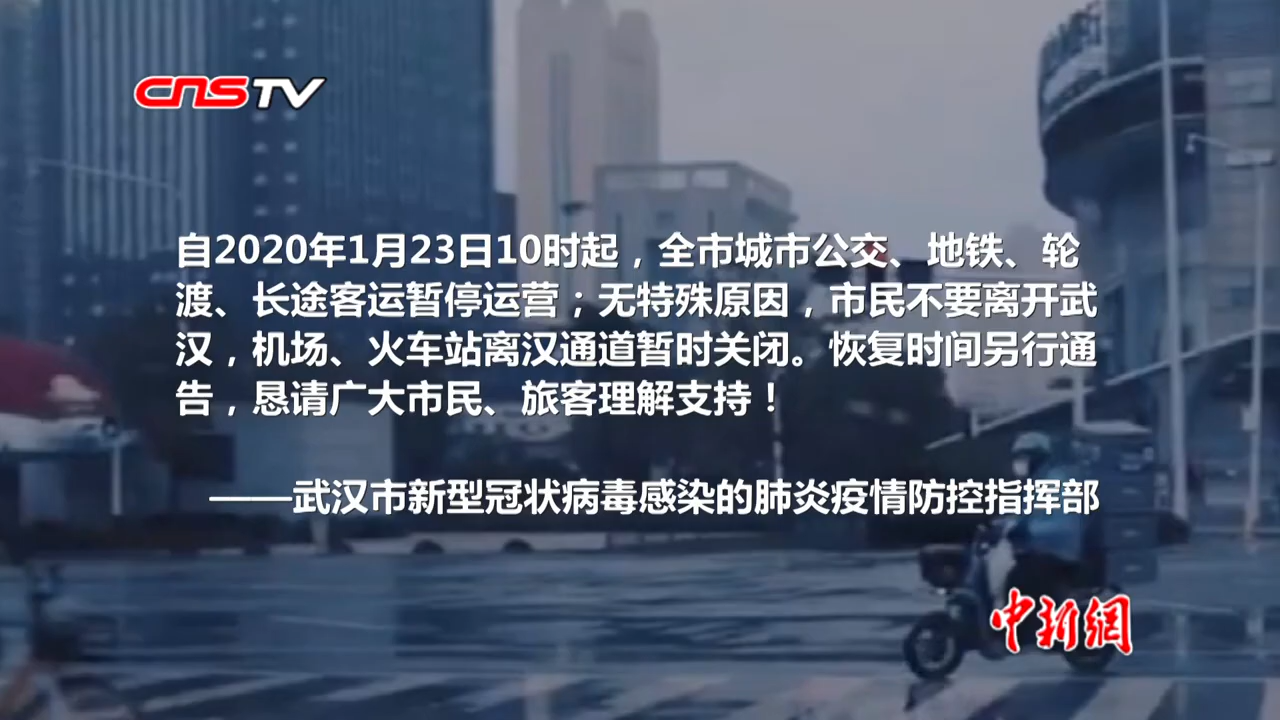 CNSTV
自2020年1月23日10时起，全市城市公交、地铁、轮
渡、长途客运暂停运营；无特殊原因，市民不要离开武
汉，机场、火车站离汉通道暂时关闭。恢复时间另行通
告，恳请广大市民、旅客理解支持！
——武汉市新型冠状病毒感染的肺炎疫情防控指挥部
中新網